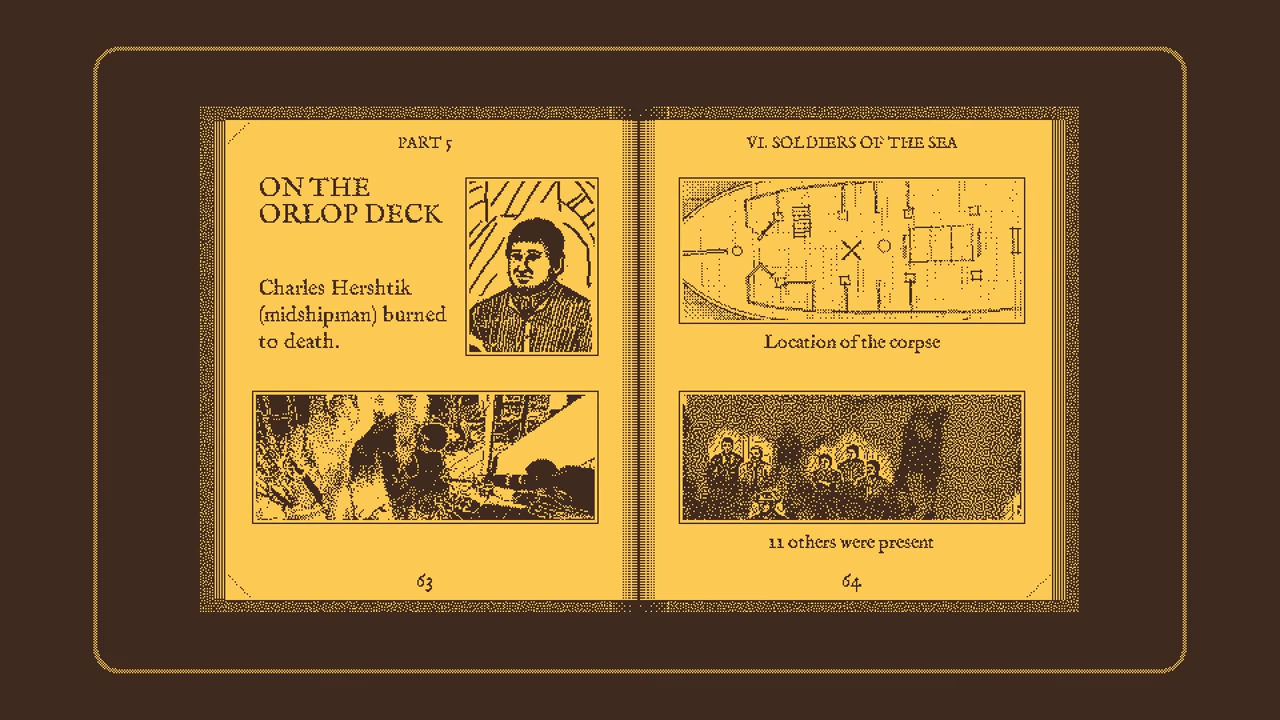 PART 5
ON THE
ORLOP DECK
Charles Hershtik
(midshipman) burned
to death.
63
VI. SOLDIERS OF THE SEA
Location of the corpse
11 others were present
64